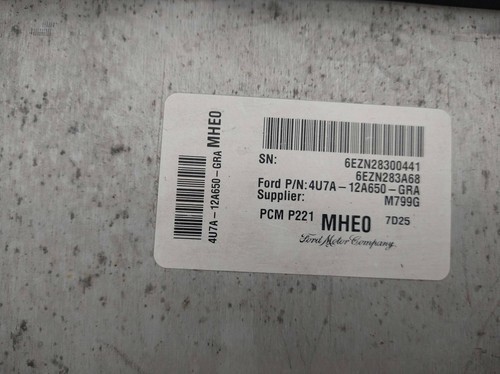 4U7A-12A650-GRA MHE0
SN: 6EZN28300441
6EZN283A68
Ford P/N:4U7A-12A650-GRA
Supplier: M799G
PCM P221 MHE0 7D25
Ford Motor Company